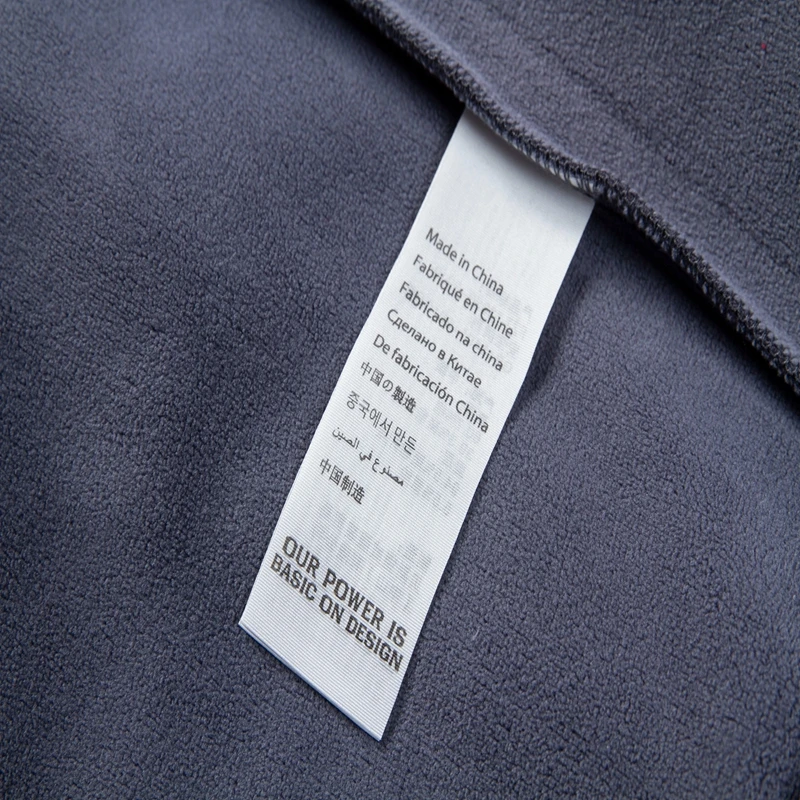 Made in China
Fabriqué en Chine
Fabricado na china
Сделано в Китае
De fabricación China
中国の製造
중국에서 만든
مصنوع في الصين
中国制造
OUR POWER IS
BASIC ON DESIGN